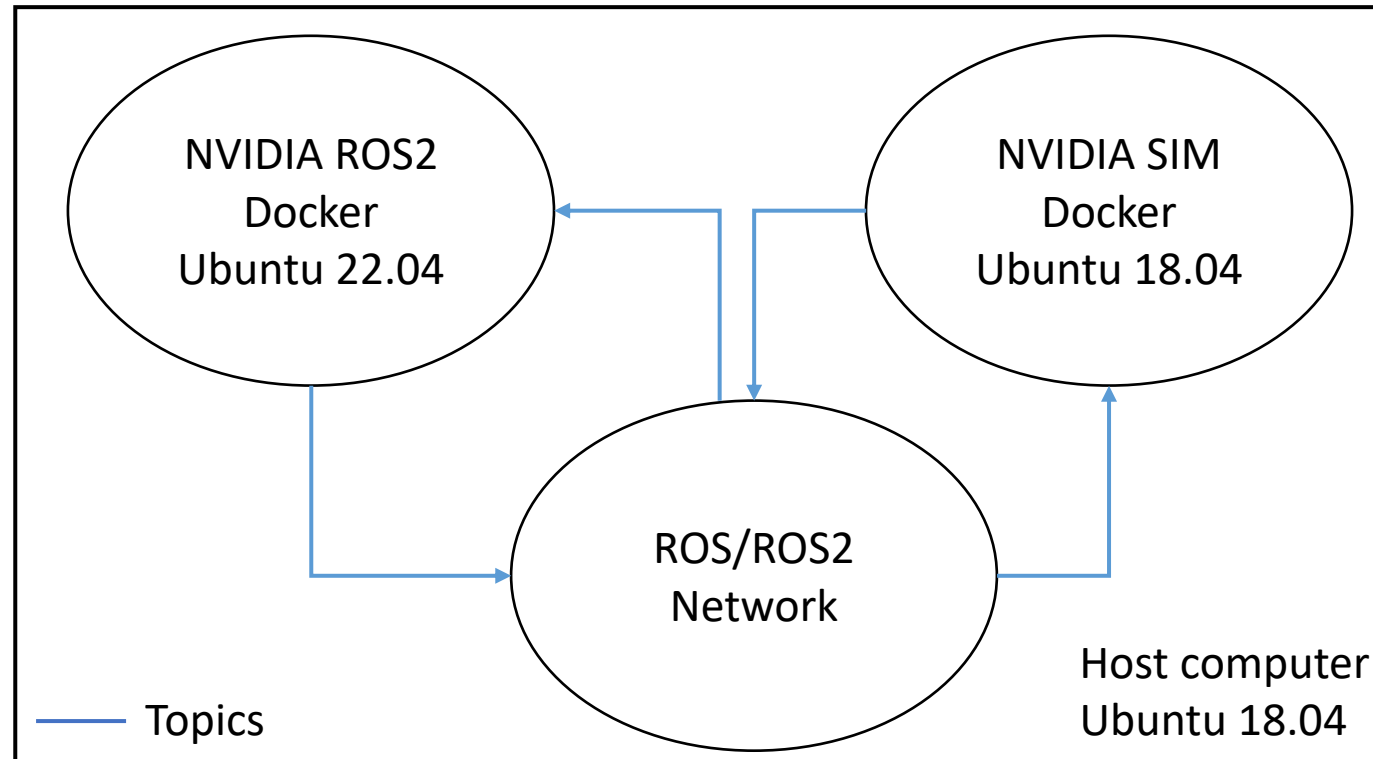 NVIDIA ROS2
Docker
Ubuntu 22.04
NVIDIA SIM
Docker
Ubuntu 18.04
ROS/ROS2
Network
Topics
Host computer
Ubuntu 18.04